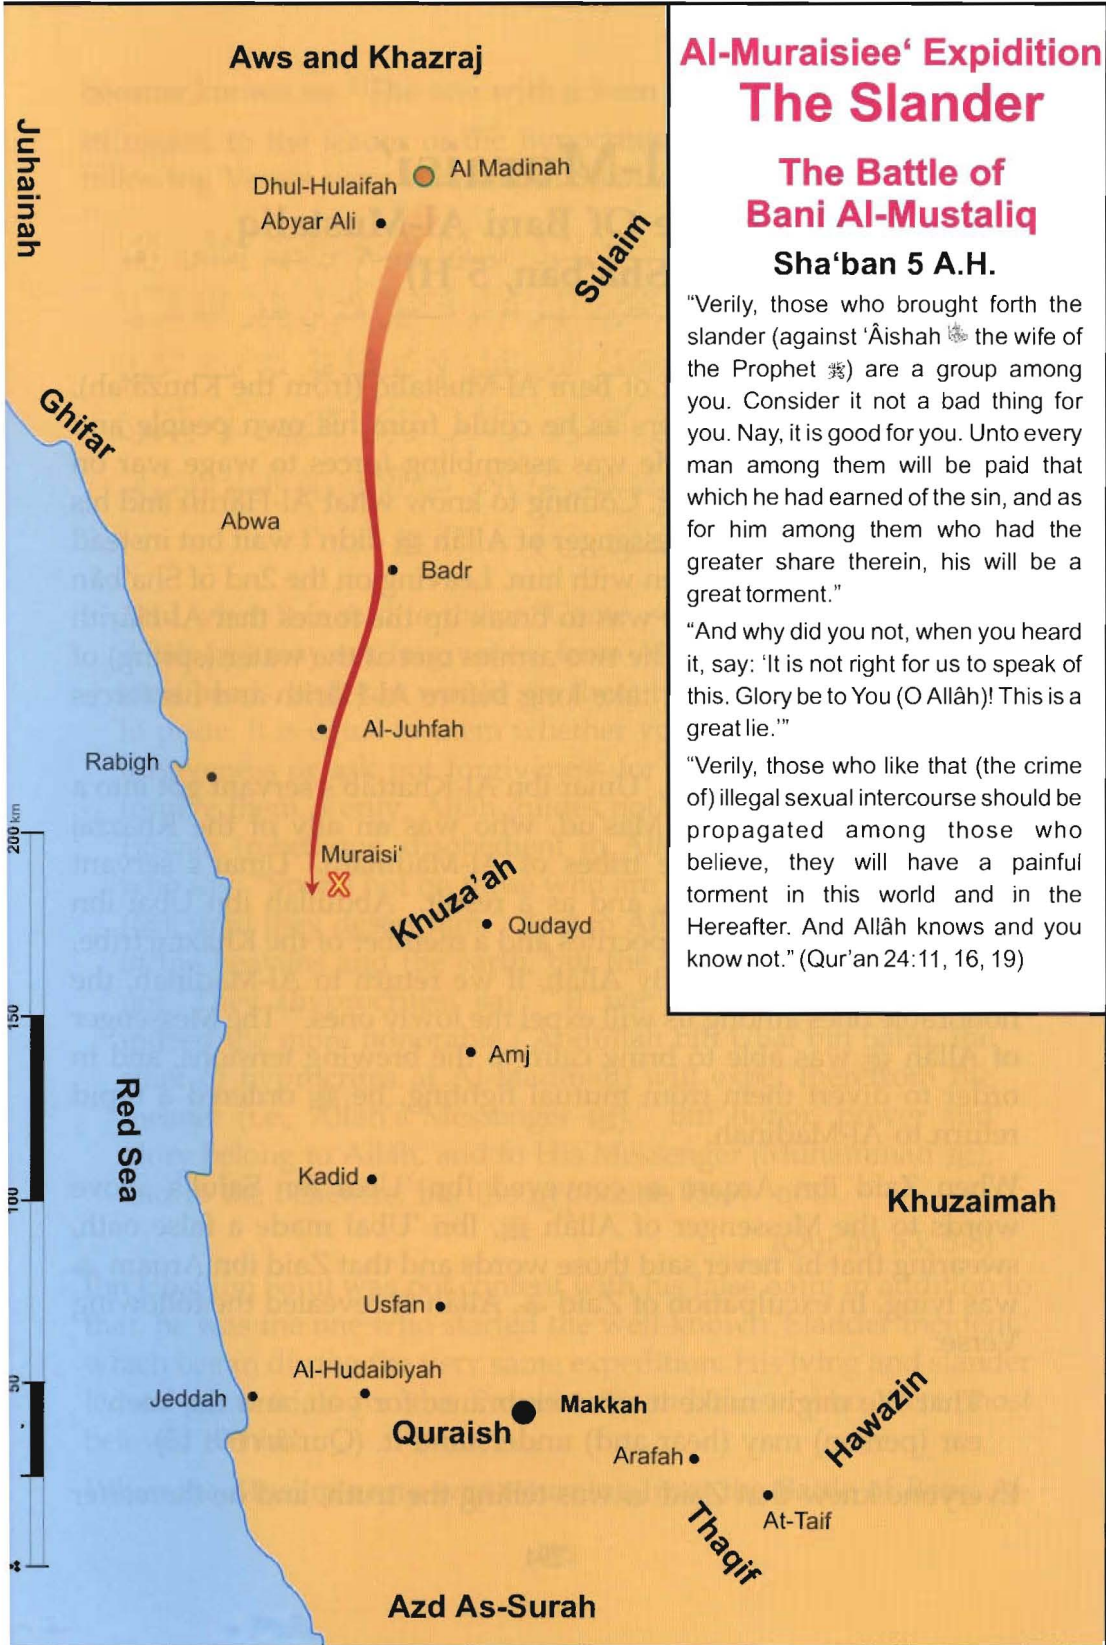 Aws and Khazraj
Juhainah
Al Madinah
Dhul-Hulaifah
Abyar Ali
Sulaim
Ghifar
Abwa
Badr
Al-Juhfah
Rabigh
Muraisi‘
Khuza’ah
Qudayd
Amj
Red Sea
Kadid
Khuzaimah
Usfan
Al-Hudaibiyah
Jeddah
Makkah
Quraish
Arafah
Hawazin
At-Taif
Thaqif
Azd As-Surah
200 km
150
100
50
Al-Muraisiee‘ Expidition
The Slander
The Battle of
Bani Al-Mustaliq
Sha‘ban 5 A.H.
“Verily, those who brought forth the
slander (against ‘Âishah the wife of
the Prophet ﷺ) are a group among
you. Consider it not a bad thing for
you. Nay, it is good for you. Unto every
man among them will be paid that
which he had earned of the sin, and as
for him among them who had the
greater share therein, his will be a
great torment.”
“And why did you not, when you heard
it, say: ‘It is not right for us to speak of
this. Glory be to You (O Allâh)! This is a
great lie.’”
“Verily, those who like that (the crime
of) illegal sexual intercourse should be
propagated among those who
believe, they will have a painful
torment in this world and in the
Hereafter. And Allâh knows and you
know not.” (Qur’an 24:11, 16, 19)